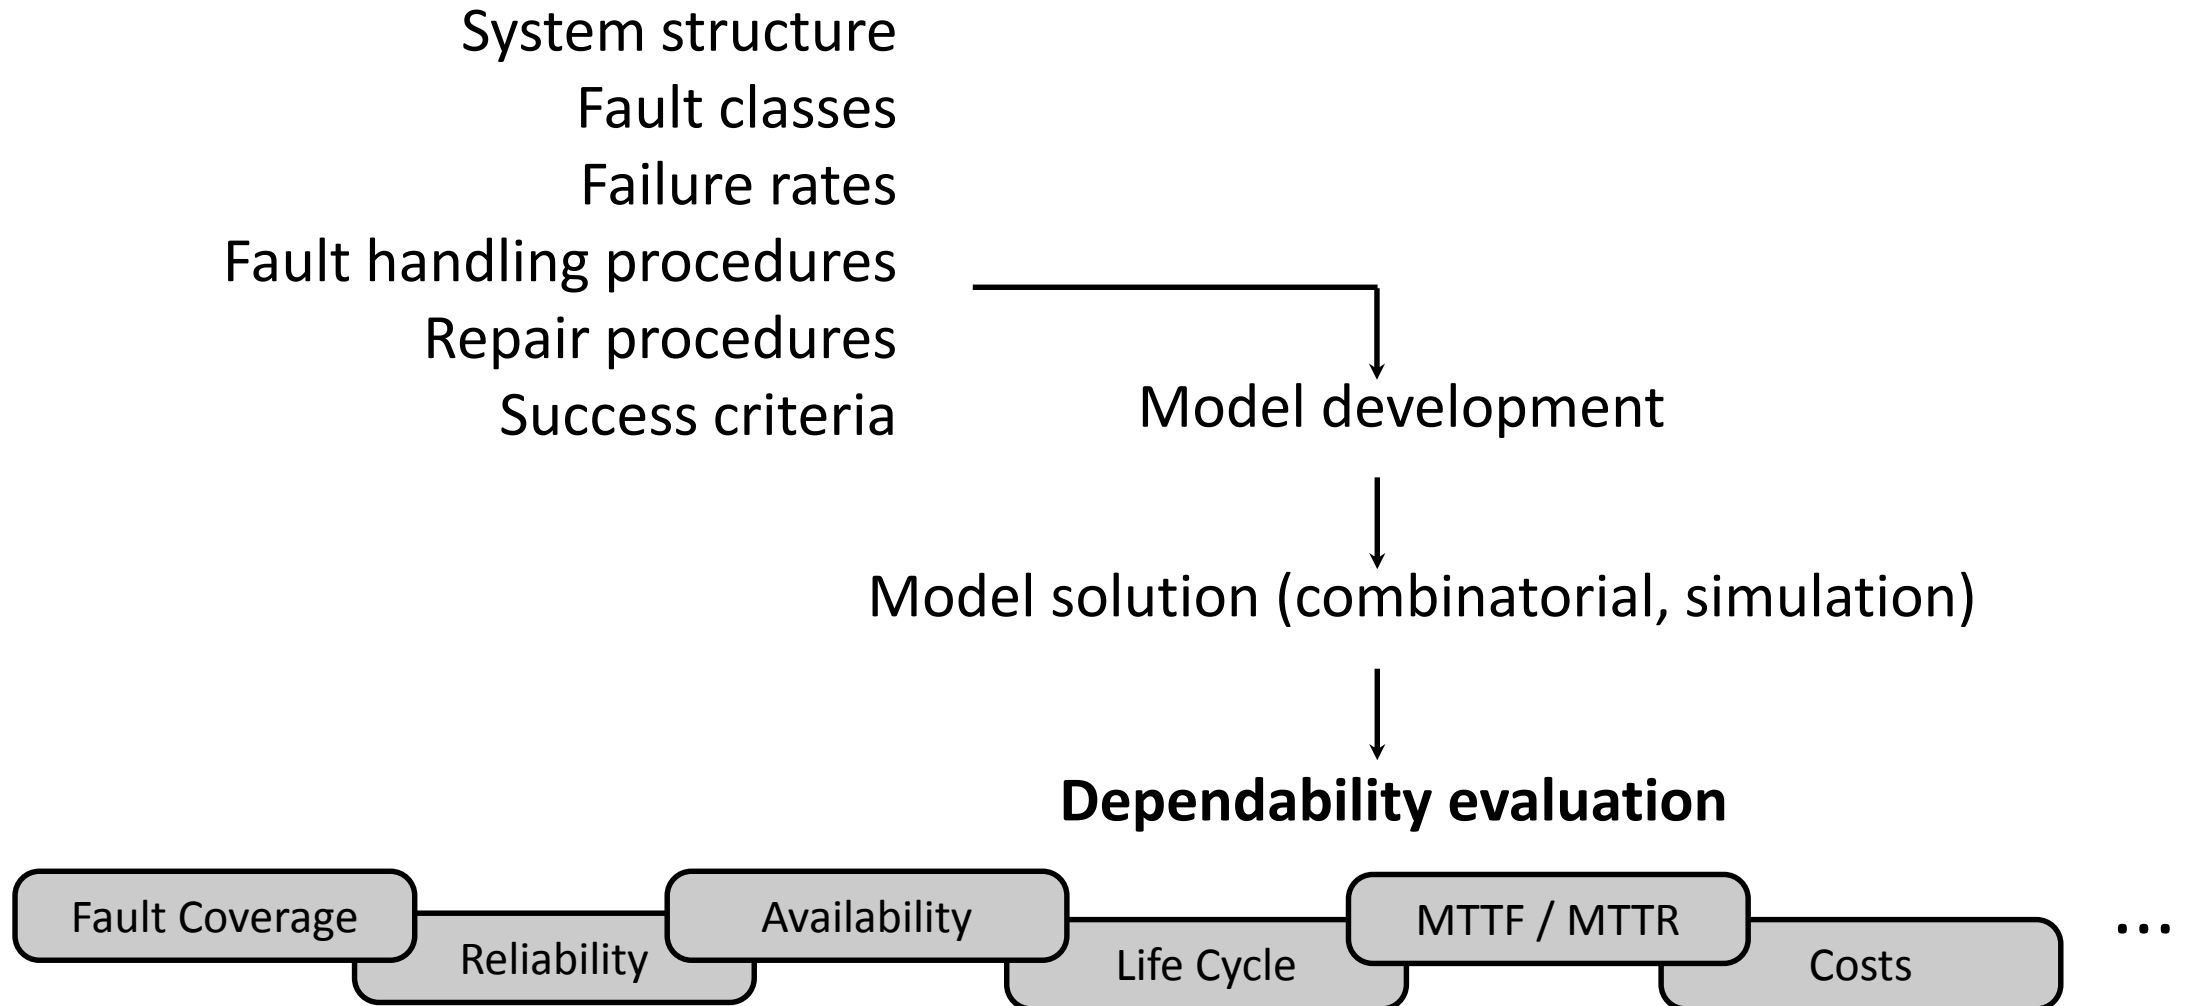 System structure
Fault classes
Failure rates
Fault handling procedures
Repair procedures
Success criteria
Model development
Model solution (combinatorial, simulation)
Dependability evaluation
Fault Coverage
Reliability
Availability
Life Cycle
MTTF / MTTR
Costs
...